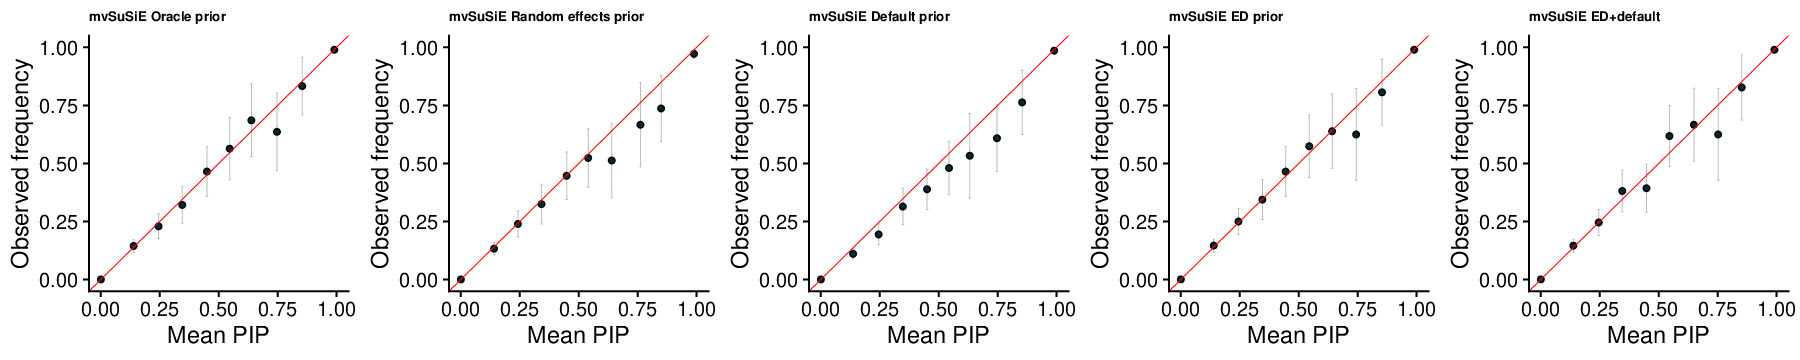 mvSuSiE Oracle prior
1.00
0.75
0.50
0.25
0.00
Observed frequency
0.00 0.25 0.50 0.75 1.00
Mean PIP
mvSuSiE Random effects prior
1.00
0.75
0.50
0.25
0.00
Observed frequency
0.00 0.25 0.50 0.75 1.00
Mean PIP
mvSuSiE Default prior
1.00
0.75
0.50
0.25
0.00
Observed frequency
0.00 0.25 0.50 0.75 1.00
Mean PIP
mvSuSiE ED prior
1.00
0.75
0.50
0.25
0.00
Observed frequency
0.00 0.25 0.50 0.75 1.00
Mean PIP
mvSuSiE ED+default
1.00
0.75
0.50
0.25
0.00
Observed frequency
0.00 0.25 0.50 0.75 1.00
Mean PIP